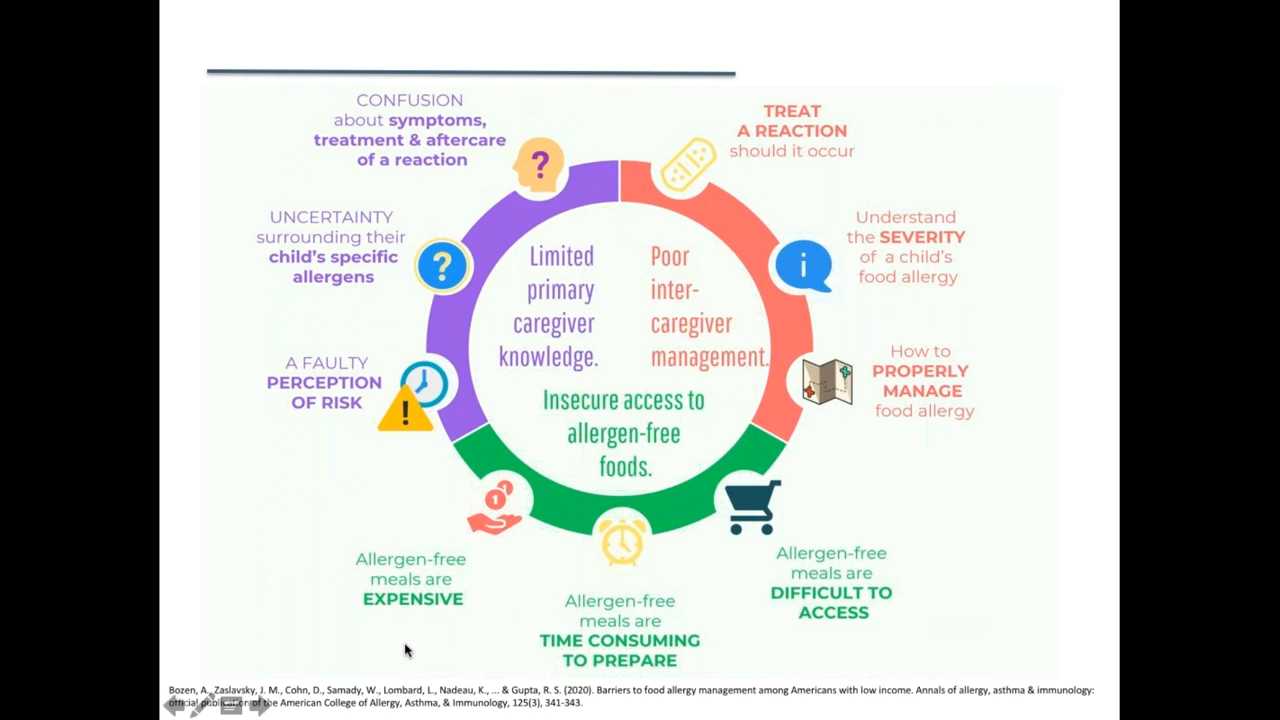 CONFUSION
about symptoms,
treatment & aftercare
of a reaction
TREAT
A REACTION
should it occur
UNCERTAINTY
surrounding their
child's specific
allergens
Understand
the SEVERITY
of a child's
food allergy
A FAULTY
PERCEPTION
OF RISK
How to
PROPERLY
MANAGE
food allergy
Limited
primary
caregiver
knowledge.
Poor
inter-
caregiver
management.
Insecure access to
allergen-free
foods.
?
?
i
!
1
1
Allergen-free
meals are
EXPENSIVE
Allergen-free
meals are
TIME CONSUMING
TO PREPARE
Allergen-free
meals are
DIFFICULT TO
ACCESS
Bozen, A., Zaslavsky, J. M., Cohn, D., Samady, W., Lombard, L., Nadeau, K., ... & Gupta, R. S. (2020). Barriers to food allergy management among Americans with low income. Annals of allergy, asthma & immunology:
official publication of the American College of Allergy, Asthma, & Immunology, 125(3), 341-343.